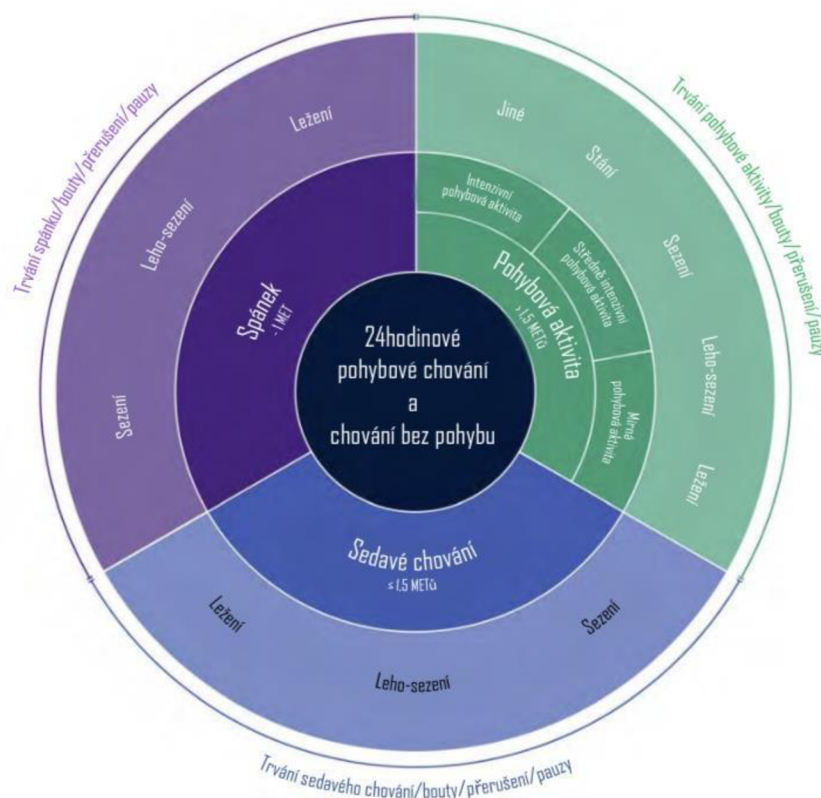 24hodinové
pohybové chování
a
chování bez pohybu
Spánek
~ 1 MET
Ležení
Leho-sezení
Sezení
Trvání spánku/bouty/přerušení/pauzy
Pohybová aktivita
> 1,5 METů
Intenzivní
pohybová aktivita
Středně intenzivní
pohybová aktivita
Mírná
pohybová aktivita
Jiné
Stání
Sezení
Leho-sezení
Ležení
Trvání pohybové aktivity/bouty/přerušení/pauzy
Sedavé chování
≤ 1,5 METů
Ležení
Leho-sezení
Sezení
Trvání sedavého chování/bouty/přerušení/pauzy